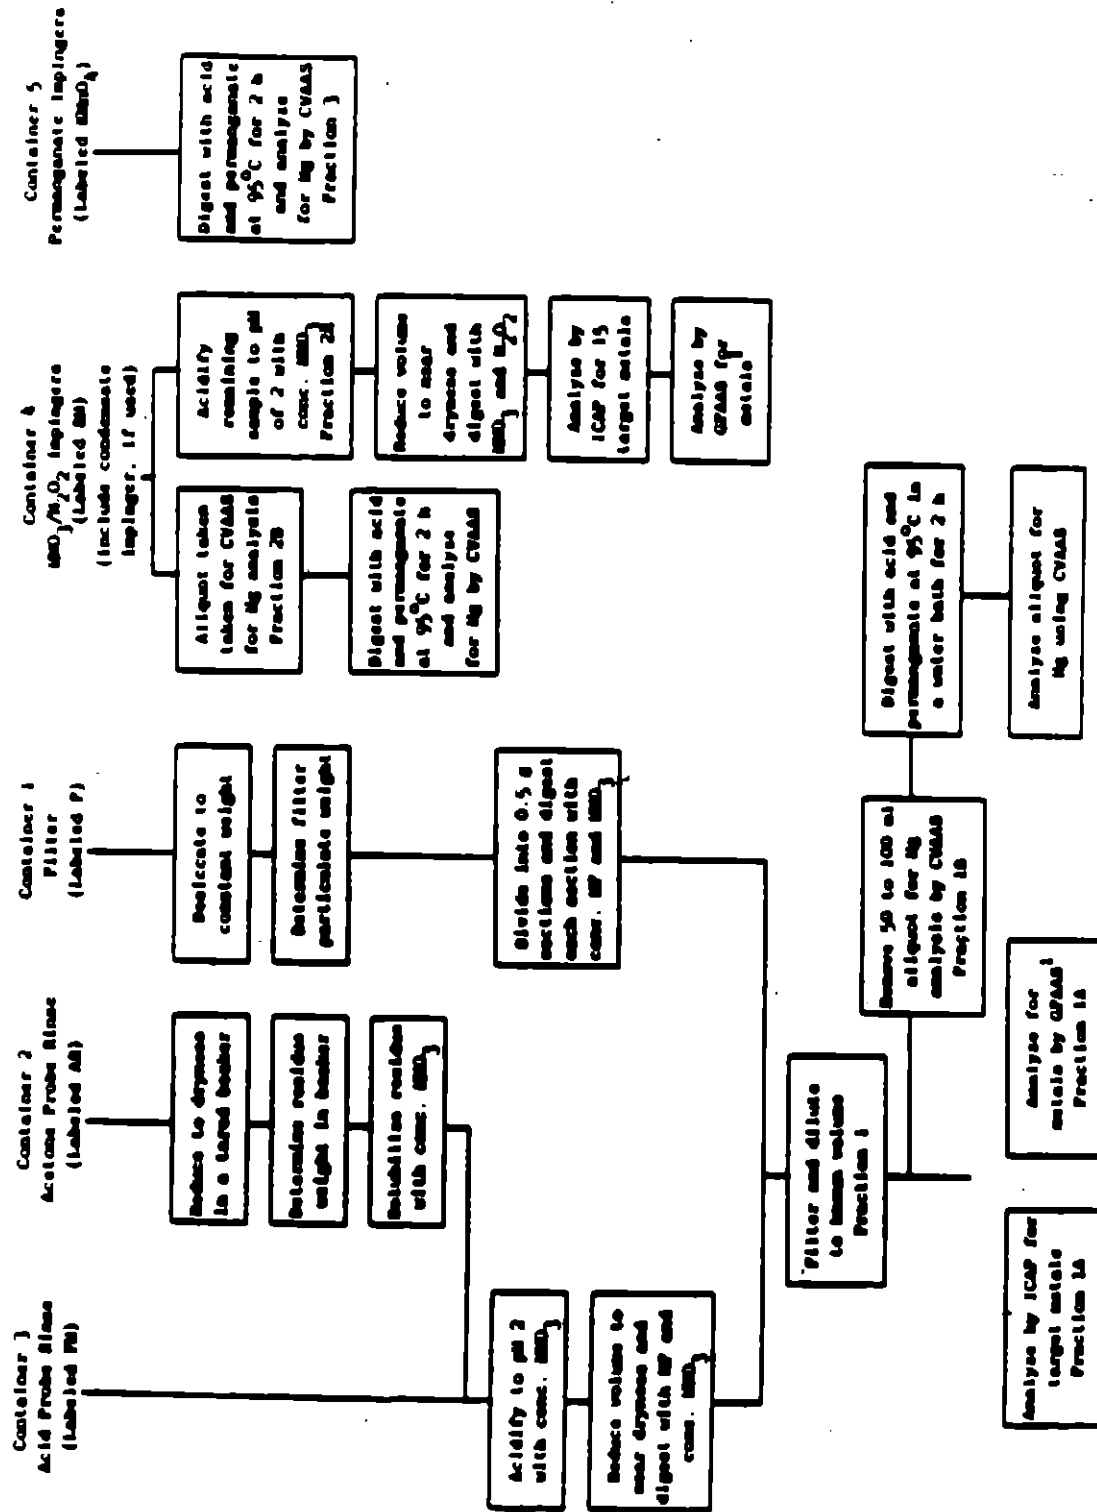 Container 3
Acid Probe Rinse
(Labeled FH)
Acidify to pH 2
with conc. HNO3
Reduce volume to
near dryness and
digest with HF and
conc. HNO3
Container 2
Acetone Probe Rinse
(Labeled AR)
Reduce to dryness
in a tared beaker
Determine residue
weight in beaker
Solubilize residue
with conc. HNO3
Container 1
Filter
(Labeled F)
Desiccate to
constant weight
Determine filter
particulate weight
Divide into 0.5 g
sections and digest
each section with
conc. HF and HNO3
Filter and dilute
to known volume
Fraction 1
Remove 50 to 100 ml
aliquot for Hg
analysis by CVAAS
Fraction 1A
Digest with acid and
permanganate at 95°C in
a water bath for 2 h
Analyze aliquot for
Hg using CVAAS
Analyze by ICAP for
target metals
Fraction 1A
Analyze for
metals by GFAAS1
Fraction 1A
Container 4
HNO3/H2O2 impingers
(Labeled BH)
(include condensate
impinger, if used)
Aliquot taken
taken for CVAAS
for Hg analysis
Fraction 2B
Digest with acid
and permanganate
at 95°C for 2 h
and analyze
for Hg by CVAAS
Acidify
remaining
sample to pH
of 2 with
conc. HNO3
Fraction 2A
Reduce volume
to near
dryness and
digest with
HNO3 and H2O2
Analyze by
ICAP for 15
target metals
Analyze by
GFAAS for
metals1
Container 5
Permanganate Impingers
(Labeled KMnO4)
Digest with acid
and permanganate
at 95°C for 2 h
and analyze
for Hg by CVAAS
Fraction 3